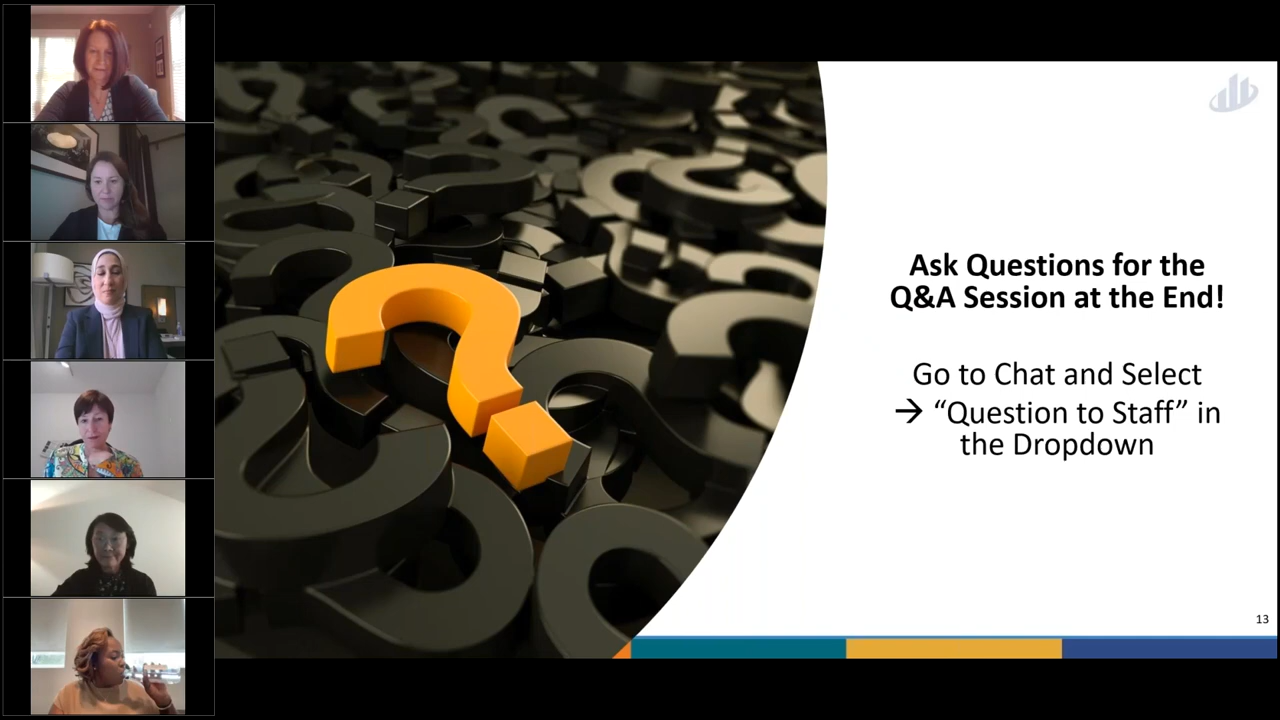 Ask Questions for the
Q&A Session at the End!
Go to Chat and Select
→ “Question to Staff” in
the Dropdown
13